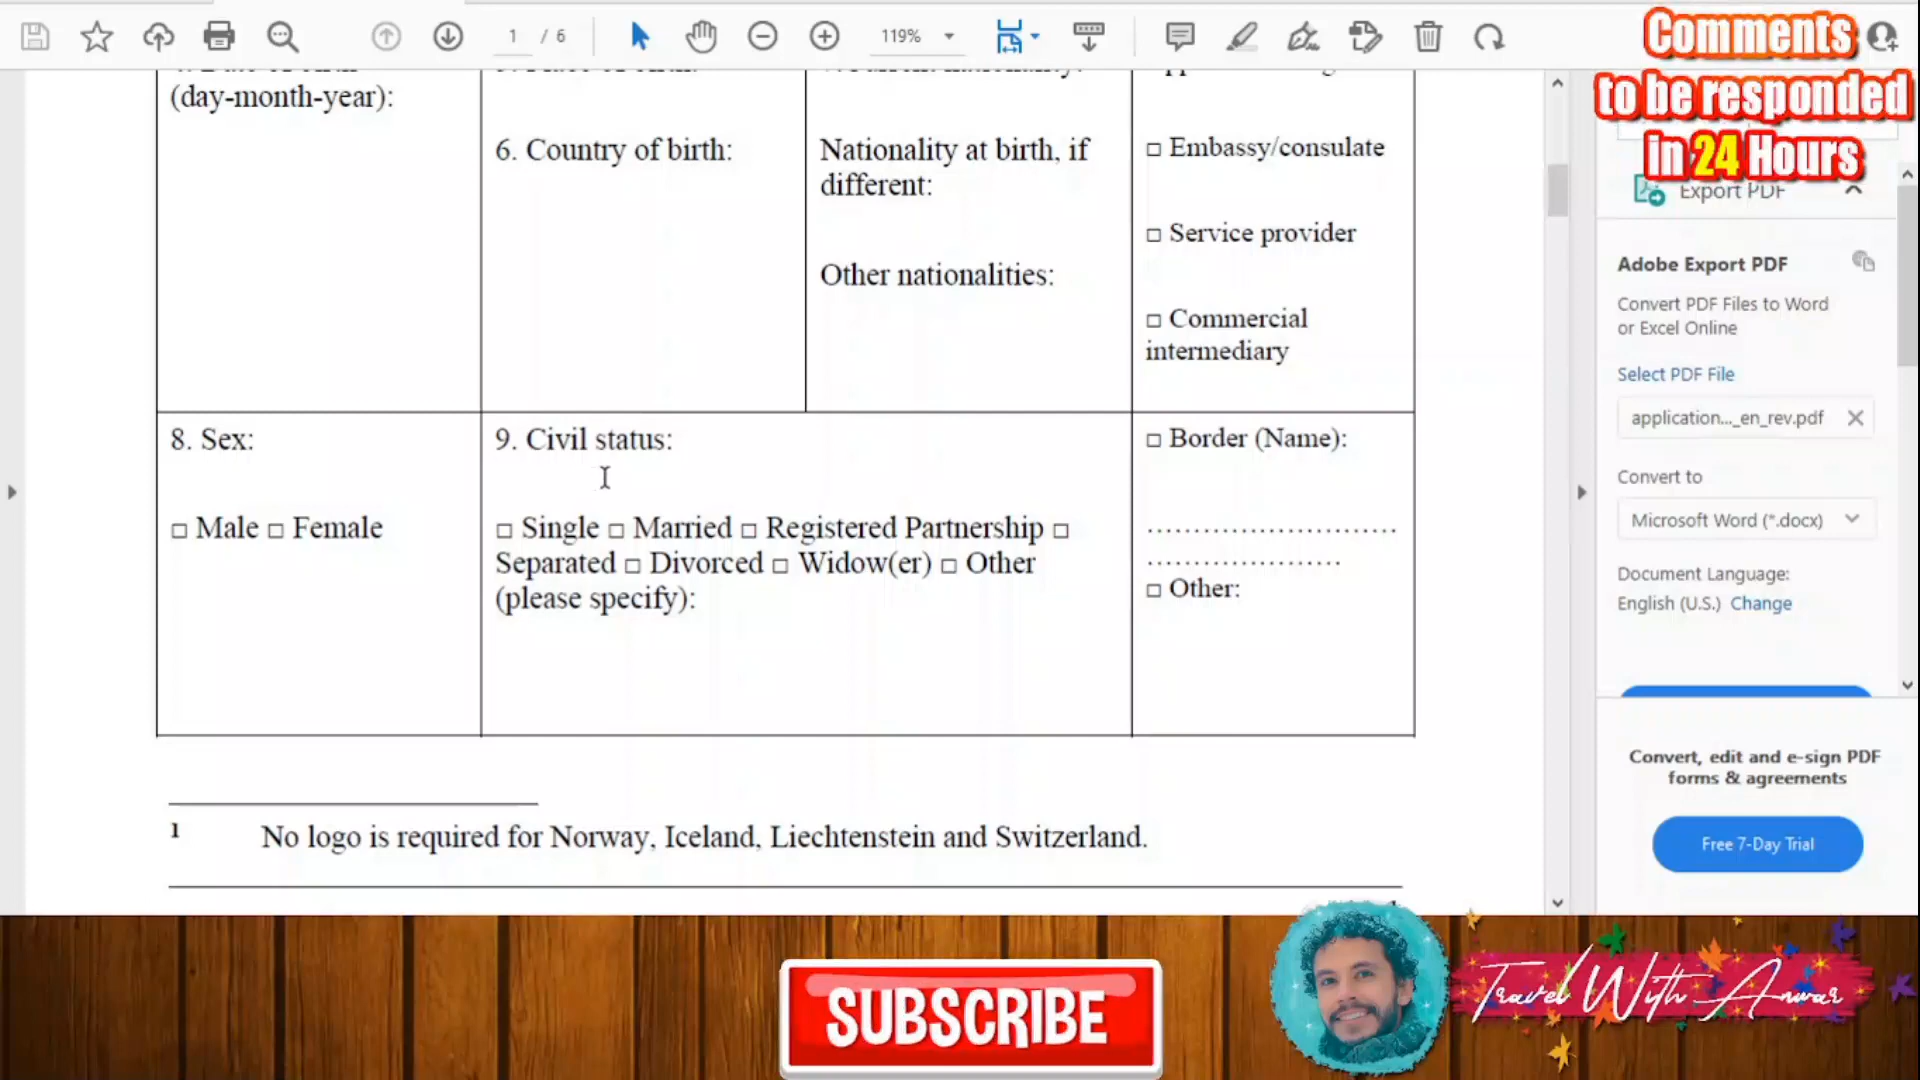 1 / 6
119%
Comments
to be responded
in 24 Hours
(day-month-year):
6. Country of birth:
Nationality at birth, if
different:
Other nationalities:
□ Embassy/consulate
□ Service provider
□ Commercial
intermediary
8. Sex:
□ Male □ Female
9. Civil status:
□ Single □ Married □ Registered Partnership □
Separated □ Divorced □ Widow(er) □ Other
(please specify):
□ Border (Name):
..............................
.....................
□ Other:
1 No logo is required for Norway, Iceland, Liechtenstein and Switzerland.
Export PDF
Adobe Export PDF
Convert PDF Files to Word
or Excel Online
Select PDF File
application..._en_rev.pdf
Convert to
Microsoft Word (*.docx)
Document Language:
English (U.S.) Change
Convert, edit and e-sign PDF
forms & agreements
Free 7-Day Trial
SUBSCRIBE
Travel With Anwar